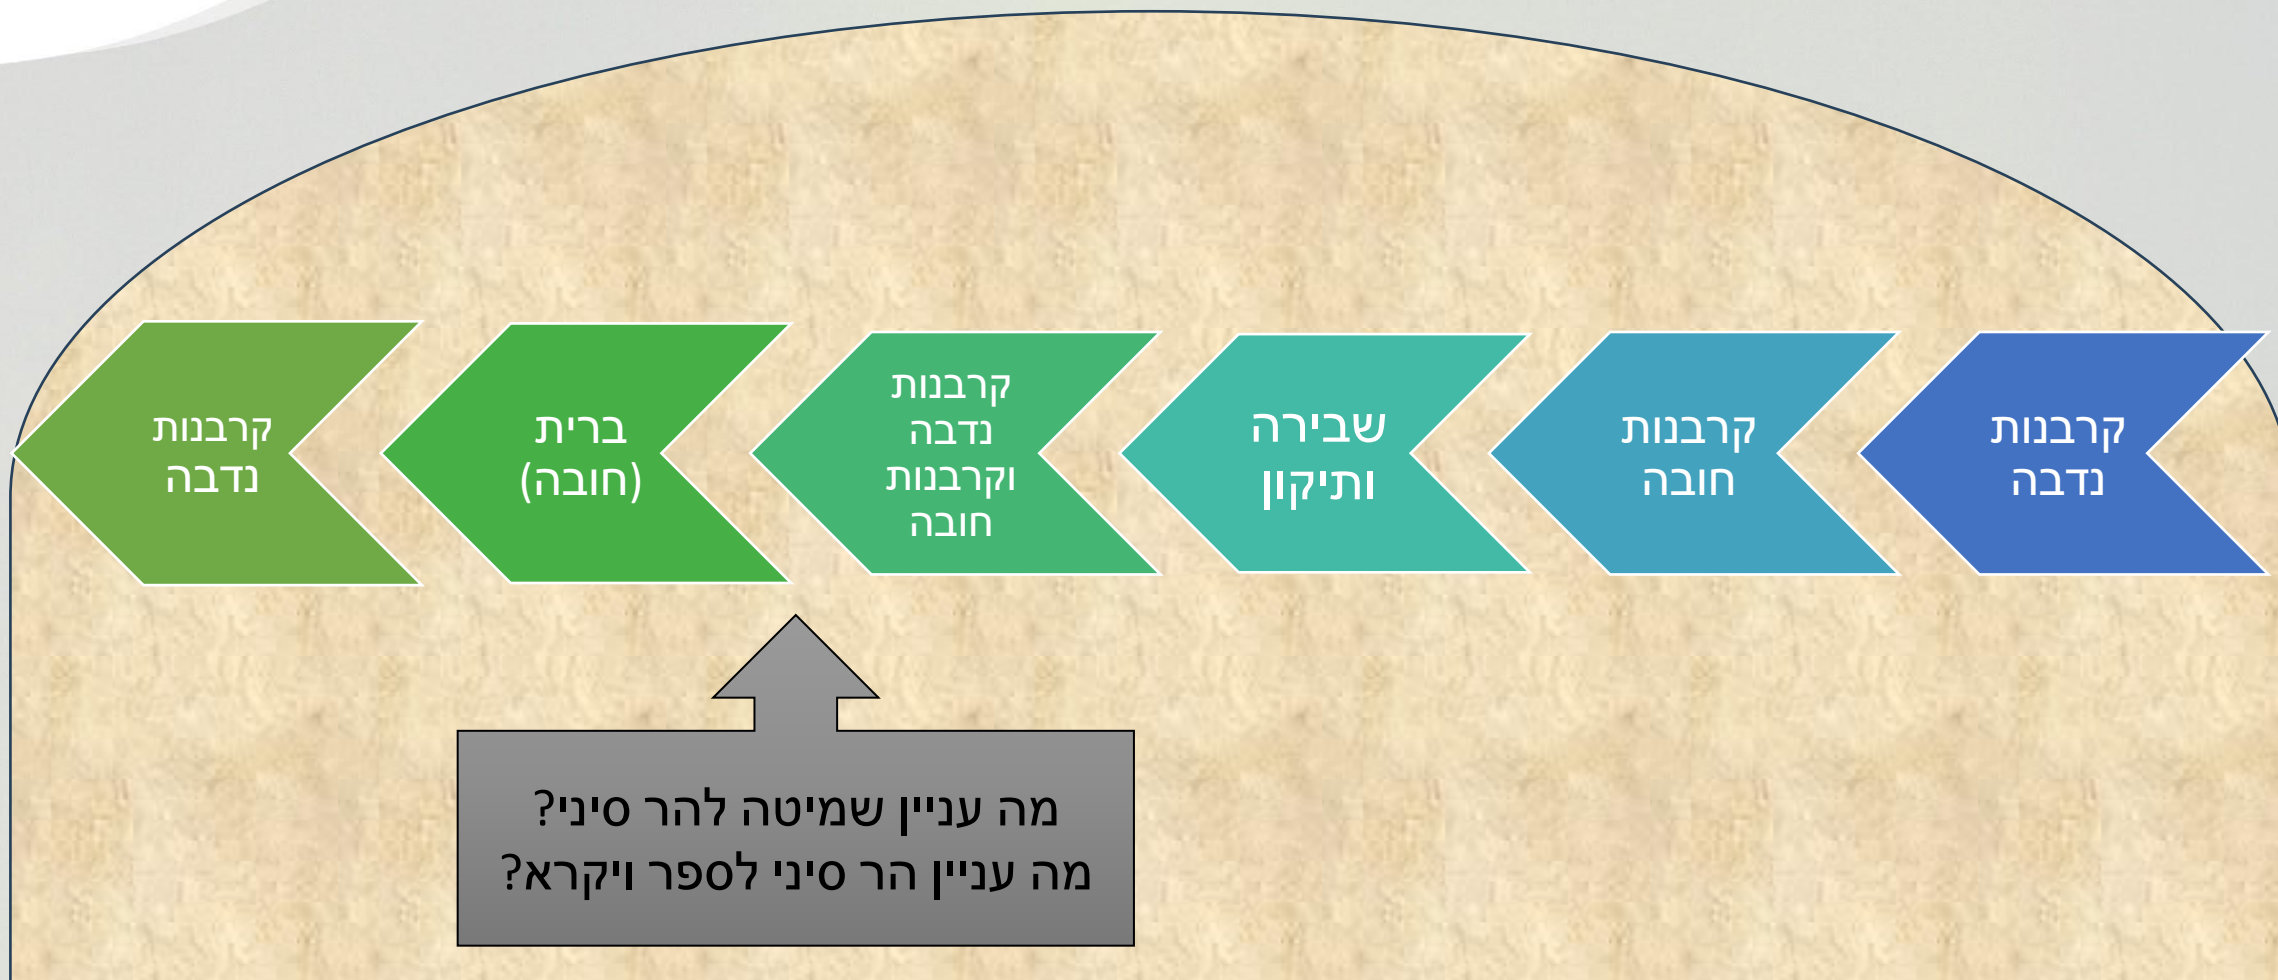 קרבנות
נדבה
קרבנות
חובה
שבירה
ותיקון
קרבנות
נדבה
וקרבנות
חובה
ברית
(חובה)
קרבנות
נדבה
מה עניין שמיטה להר סיני?
מה עניין הר סיני לספר ויקרא?